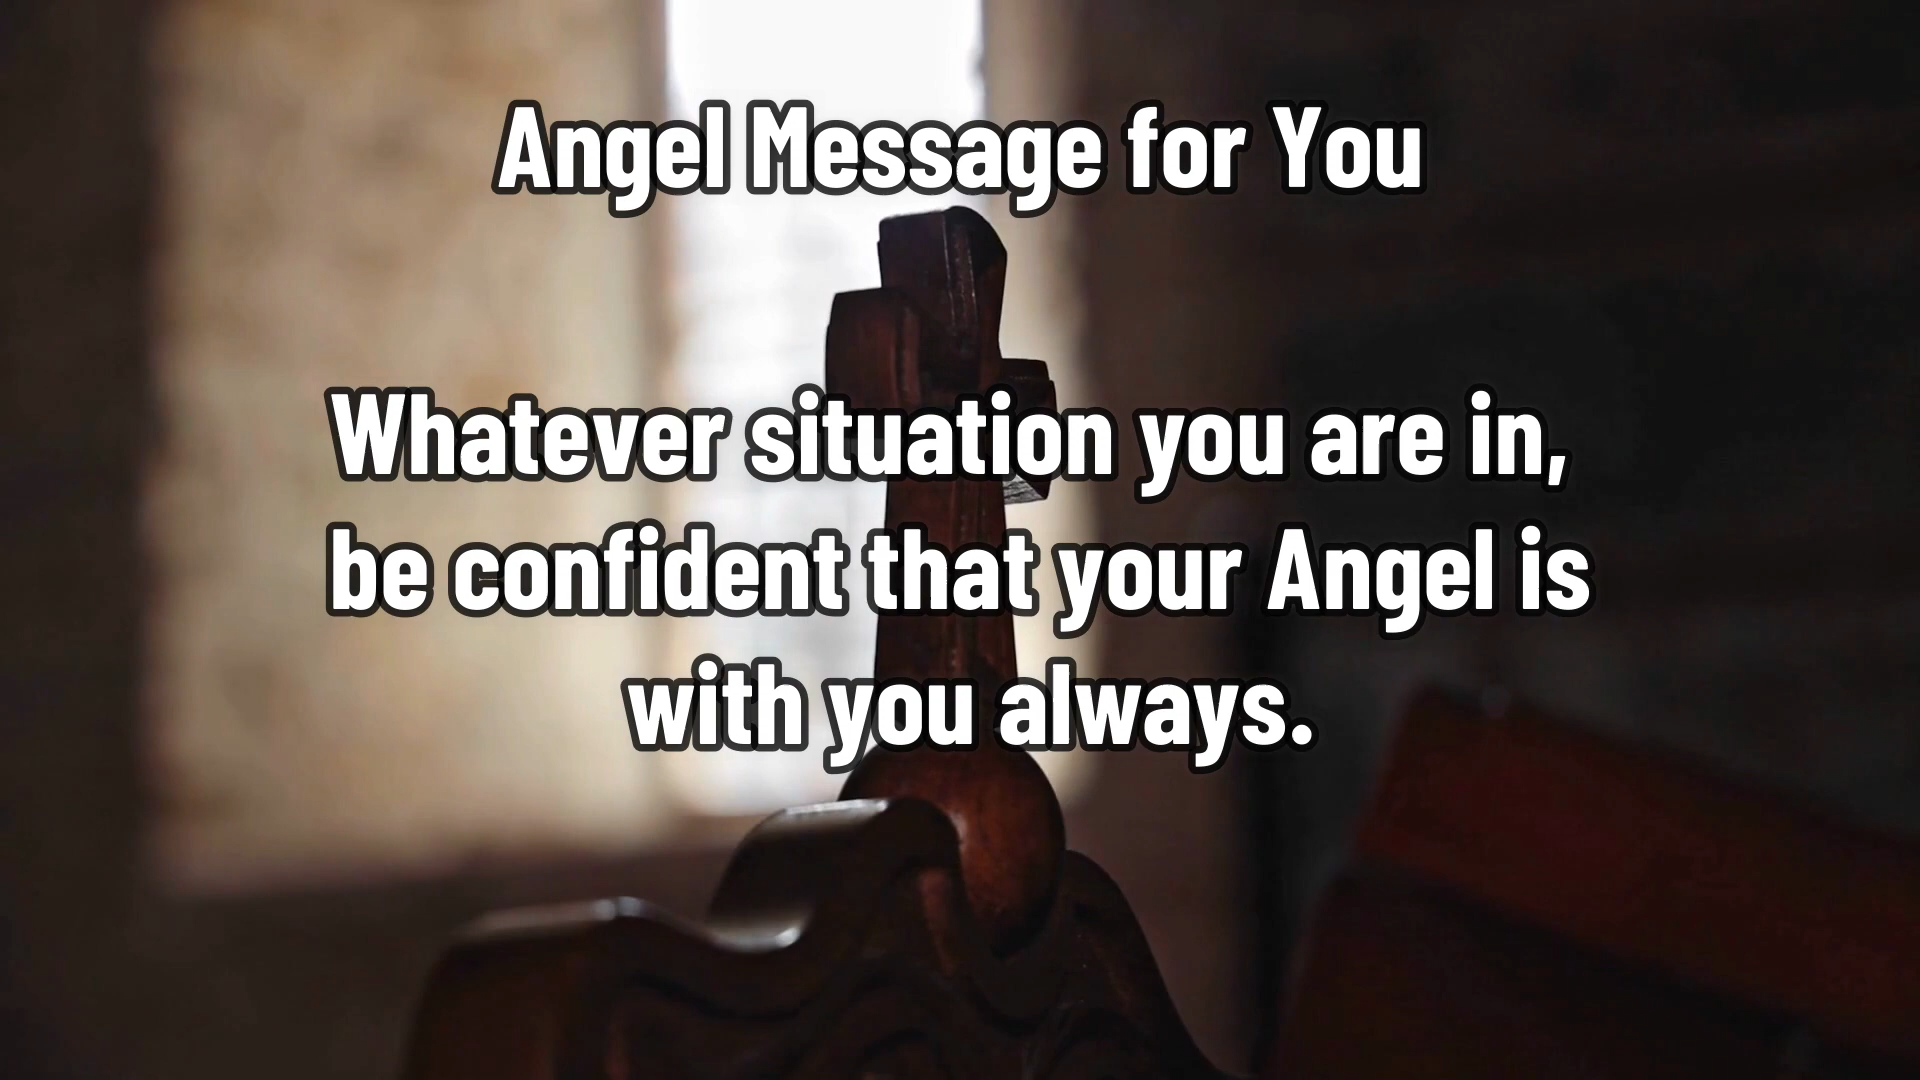 Angel Message for You
Whatever situation you are in,
be confident that your Angel is
with you always.